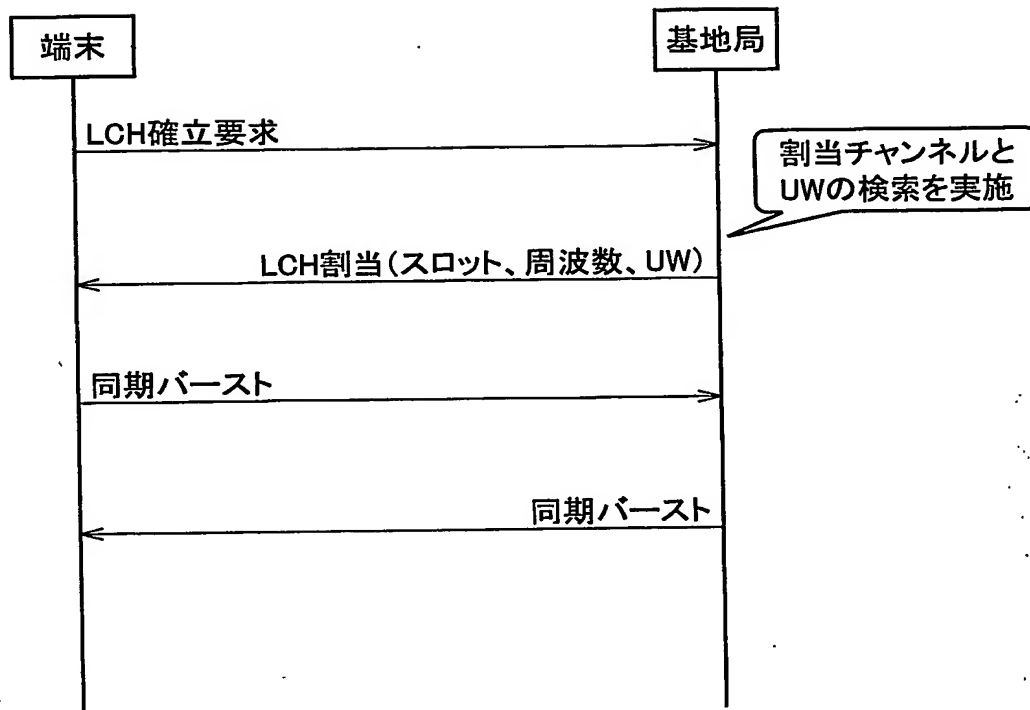 端末
基地局
LCH確立要求
割当チャンネルと
UWの検索を実施
LCH割当(スロット、周波数、UW)
同期バースト
同期バースト